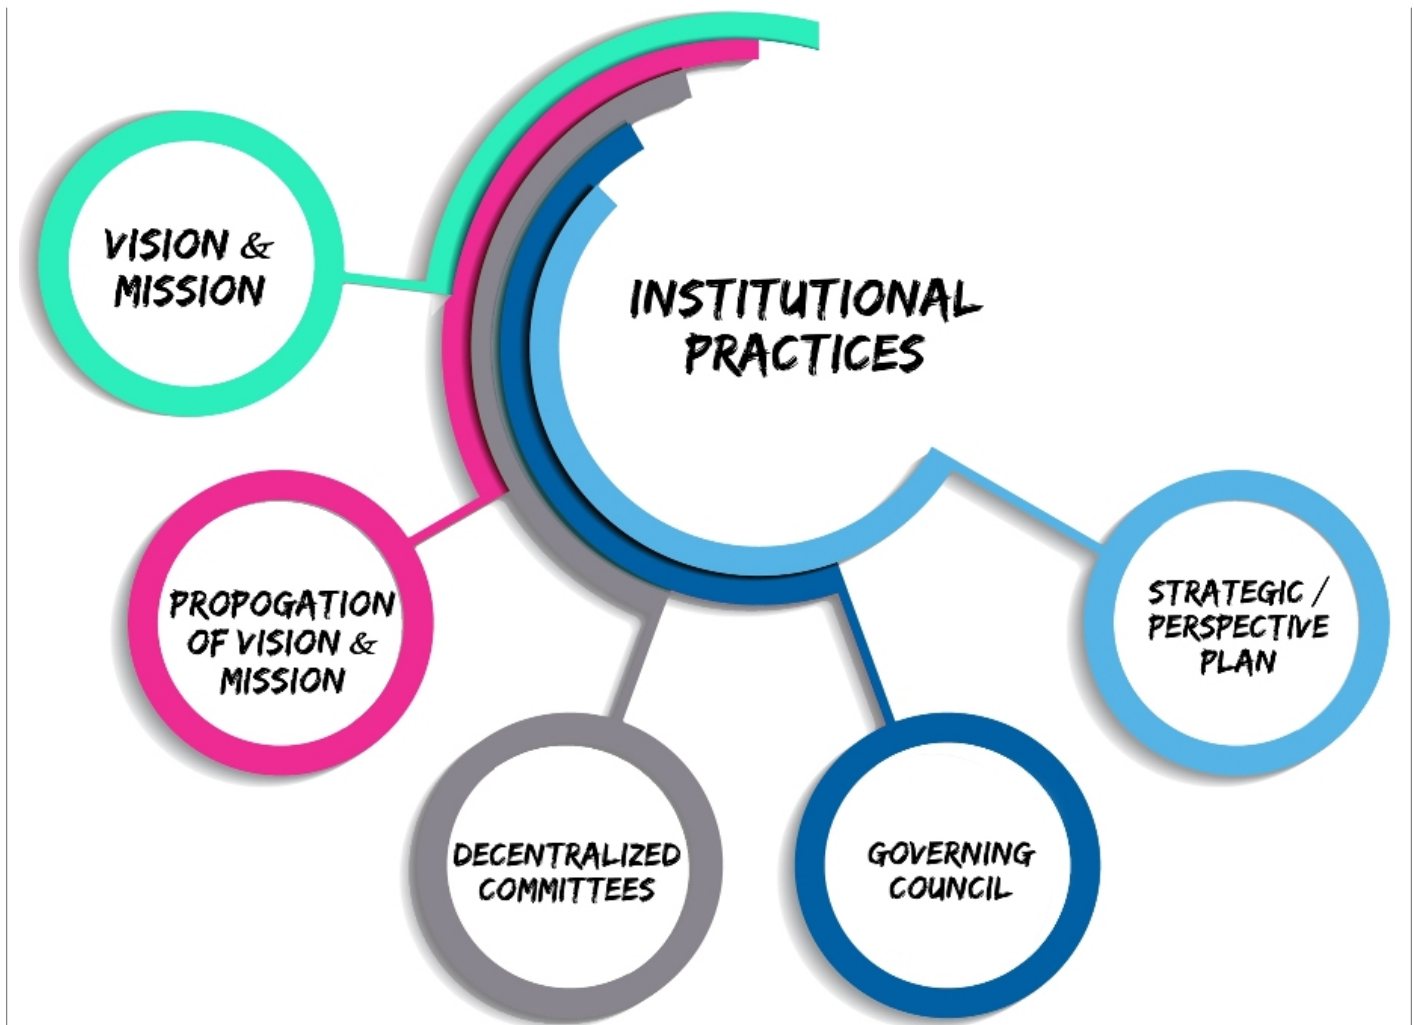 VISION &
MISSION
INSTITUTIONAL
PRACTICES
PROPOGATION
OF VISION &
MISSION
DECENTRALIZED
COMMITTEES
GOVERNING
COUNCIL
STRATEGIC /
PERSPECTIVE
PLAN